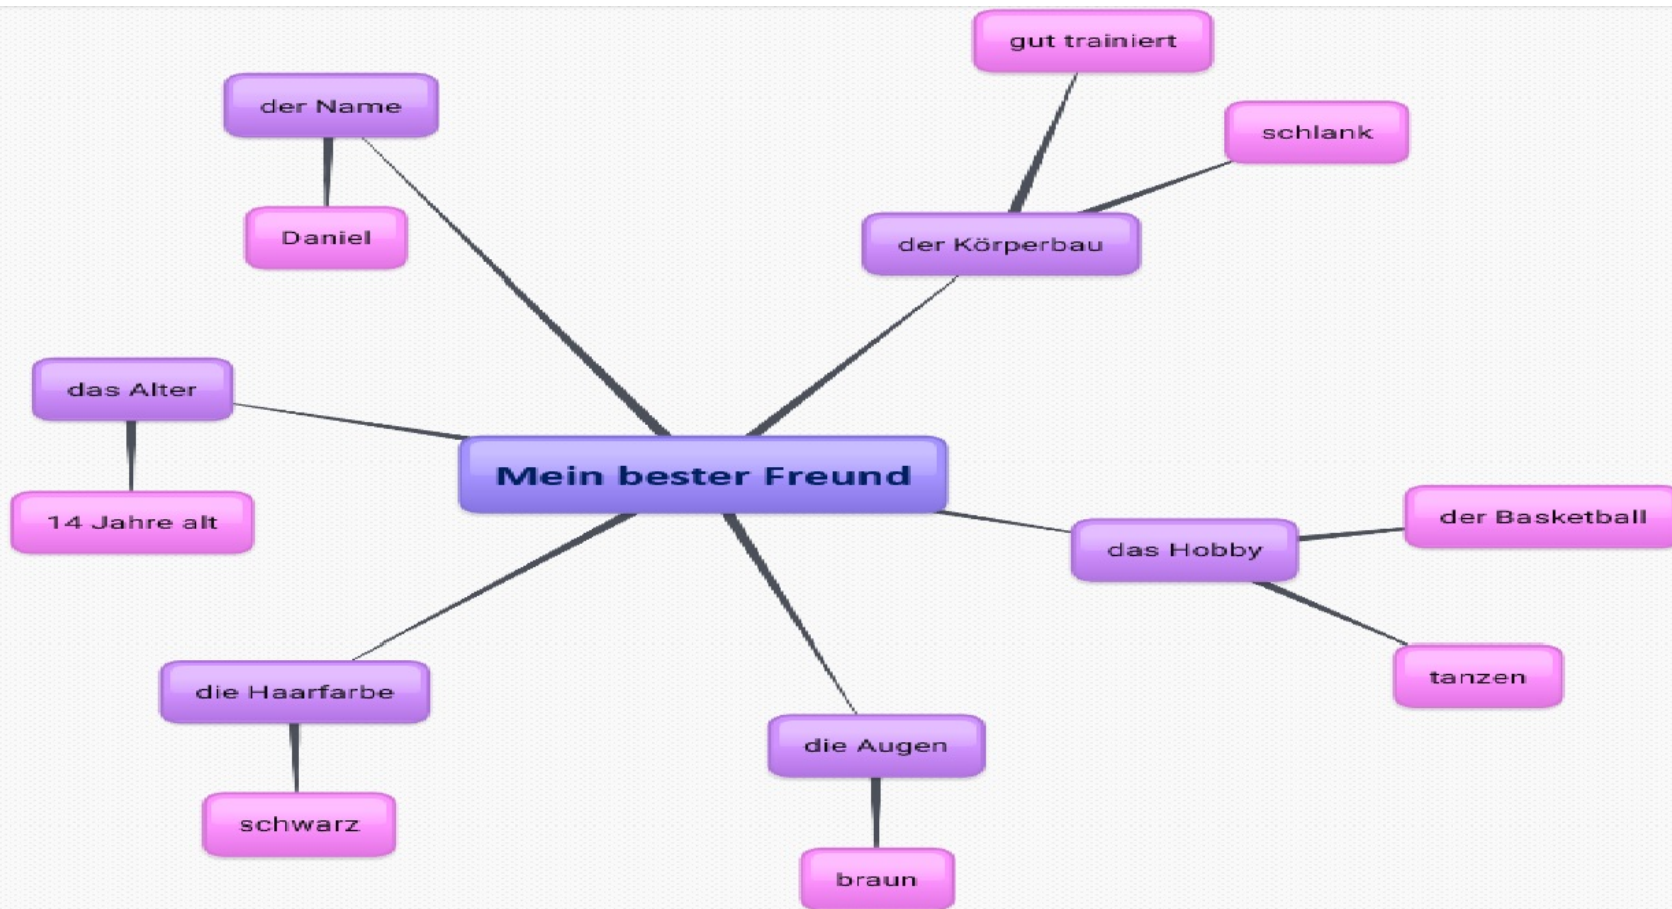 gut trainiert
der Name
schlank
Daniel
der Körperbau
das Alter
Mein bester Freund
14 Jahre alt
der Basketball
das Hobby
tanzen
die Haarfarbe
die Augen
schwarz
braun